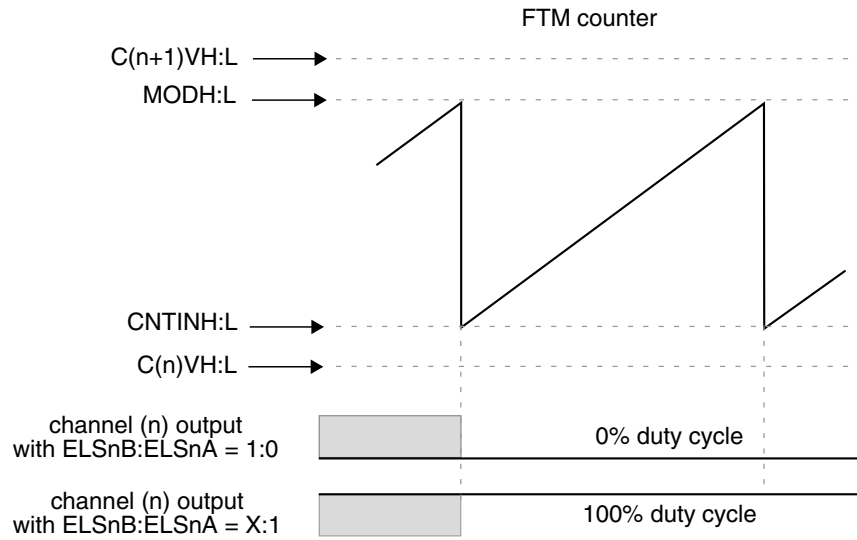 FTM counter
C(n+1)VH:L
MODH:L
CNTINH:L
C(n)VH:L
channel (n) output
with ELSnB:ELSnA = 1:0
0% duty cycle
channel (n) output
with ELSnB:ELSnA = X:1
100% duty cycle